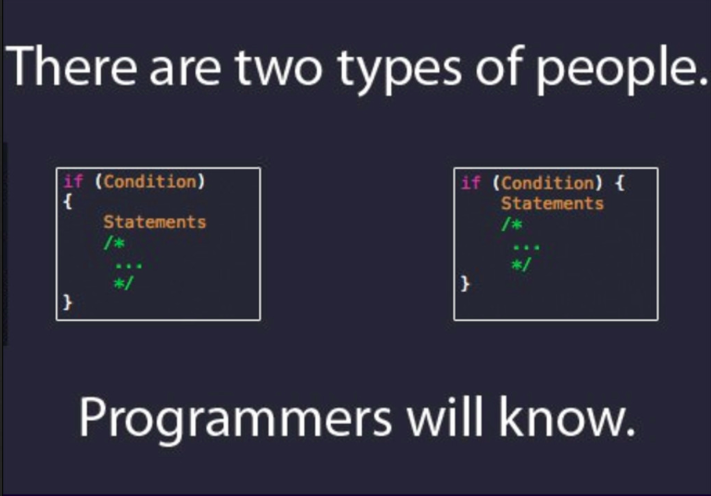 There are two types of people.
if (Condition)
{
    Statements
    /*
     ...
     */
}
if (Condition) {
    Statements
    /*
     ...
     */
}
Programmers will know.